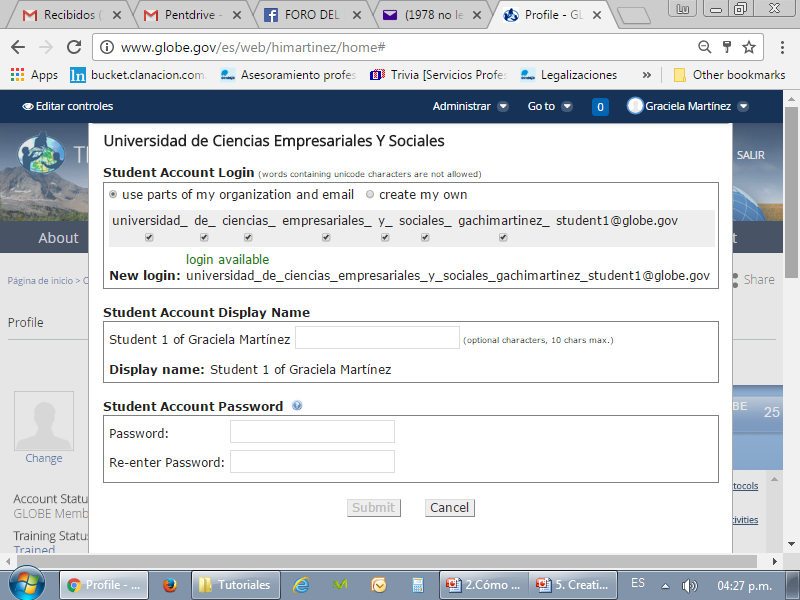 Recibidos (
Pentdrive -
FORO DEL
(1978 no le
Profile - GL
Lu
www.globe.gov/es/web/himartinez/home#
Apps
bucket.clanacion.com
Asesoramiento profes
Trivia [Servicios Profes
Legalizaciones
»
Other bookmarks
Editar controles
Administrar
Go to
0
Graciela Martínez
SALIR
About
Página de inicio > C
Share
Profile
Change
Account Statu
GLOBE Memb
Training Statu
Trained
25
tocols
ivities
Universidad de Ciencias Empresariales Y Sociales
Student Account Login (words containing unicode characters are not allowed)
use parts of my organization and email create my own
universidad_ de_ ciencias_ empresariales_ y_ sociales_ gachimartinez_ student1@globe.gov
login available
New login: universidad_de_ciencias_empresariales_y_sociales_gachimartinez_student1@globe.gov
Student Account Display Name
Student 1 of Graciela Martínez (optional characters, 10 chars max.)
Display name: Student 1 of Graciela Martínez
Student Account Password
Password:
Re-enter Password:
Submit Cancel
Profile - ...
Tutoriales
2.Cómo ...
5. Creati...
ES
04:27 p.m.